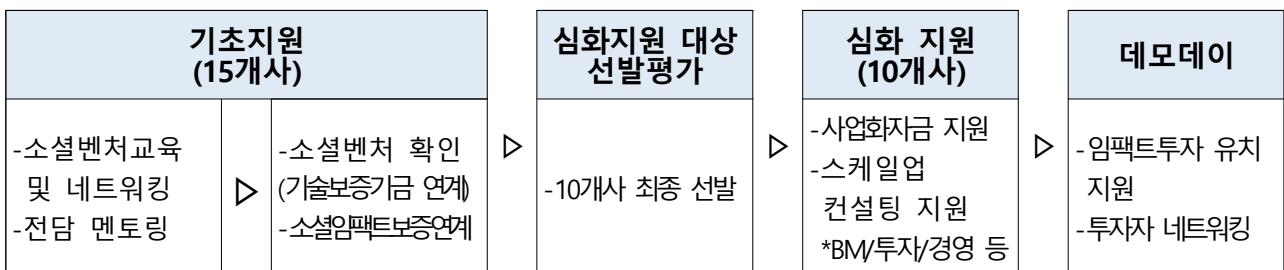 기초지원
(15개사)
-소셜벤처교육
및 네트워킹
-전담 멘토링
▷
-소셜벤처 확인
(기술보증기금 연계)
-소셜임팩트보증연계
▷
심화지원 대상
선발평가
-10개사 최종 선발
▷
심화 지원
(10개사)
-사업화자금 지원
-스케일업
컨설팅 지원
*BM/투자/경영 등
▷
데모데이
-임팩트투자 유치
지원
-투자자 네트워킹